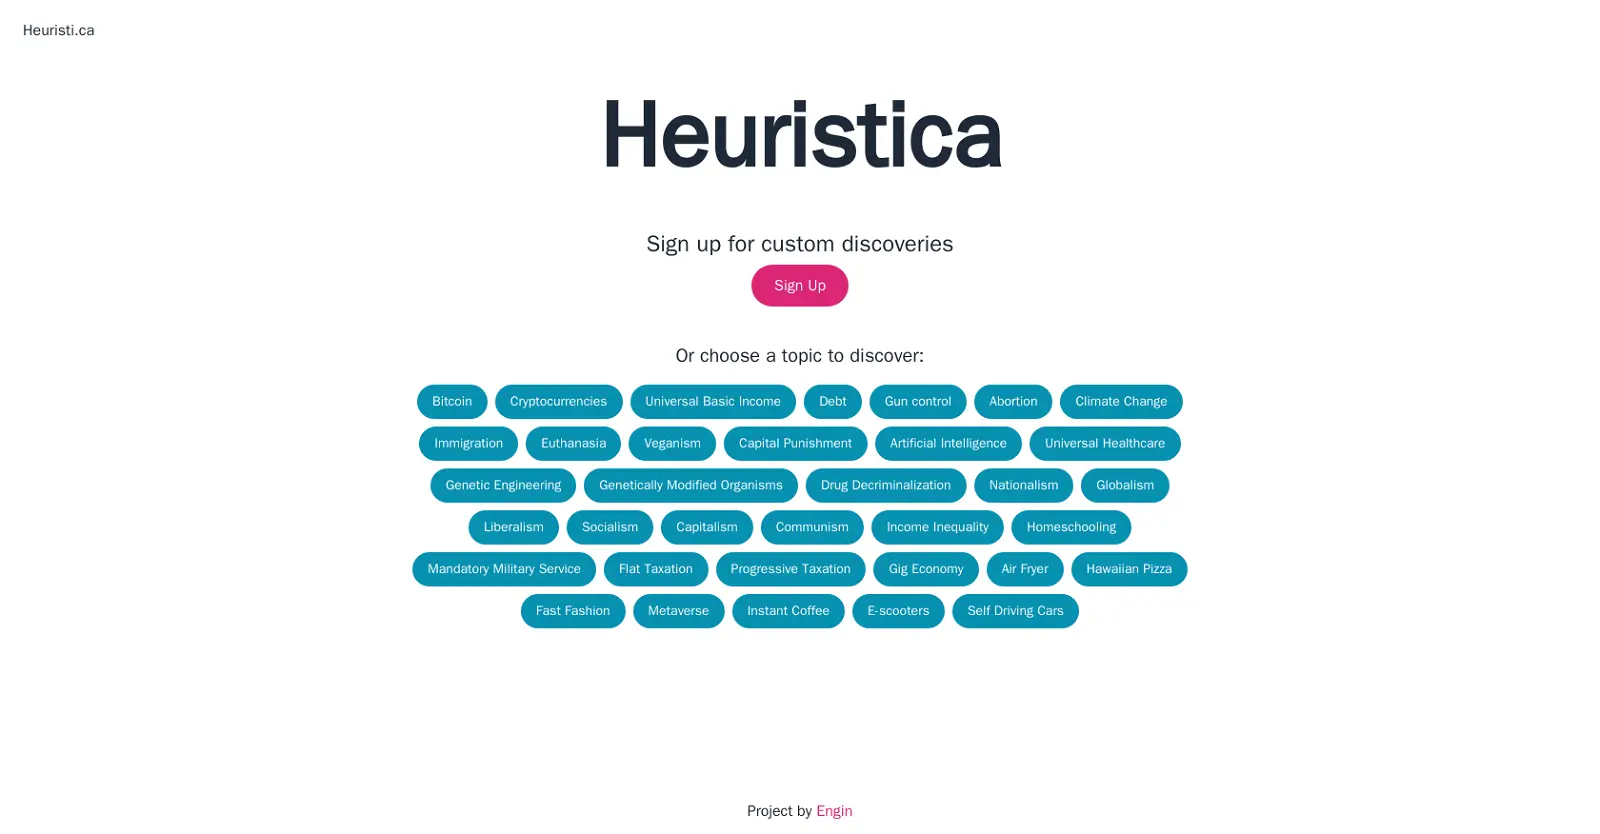 Heuristi.ca
Heuristica
Sign up for custom discoveries
Sign Up
Or choose a topic to discover:
Bitcoin Cryptocurrencies Universal Basic Income Debt Gun control Abortion Climate Change
Immigration Euthanasia Veganism Capital Punishment Artificial Intelligence Universal Healthcare
Genetic Engineering Genetically Modified Organisms Drug Decriminalization Nationalism Globalism
Liberalism Socialism Capitalism Communism Income Inequality Homeschooling
Mandatory Military Service Flat Taxation Progressive Taxation Gig Economy Air Fryer Hawaiian Pizza
Fast Fashion Metaverse Instant Coffee E-scooters Self Driving Cars
Project by Engin